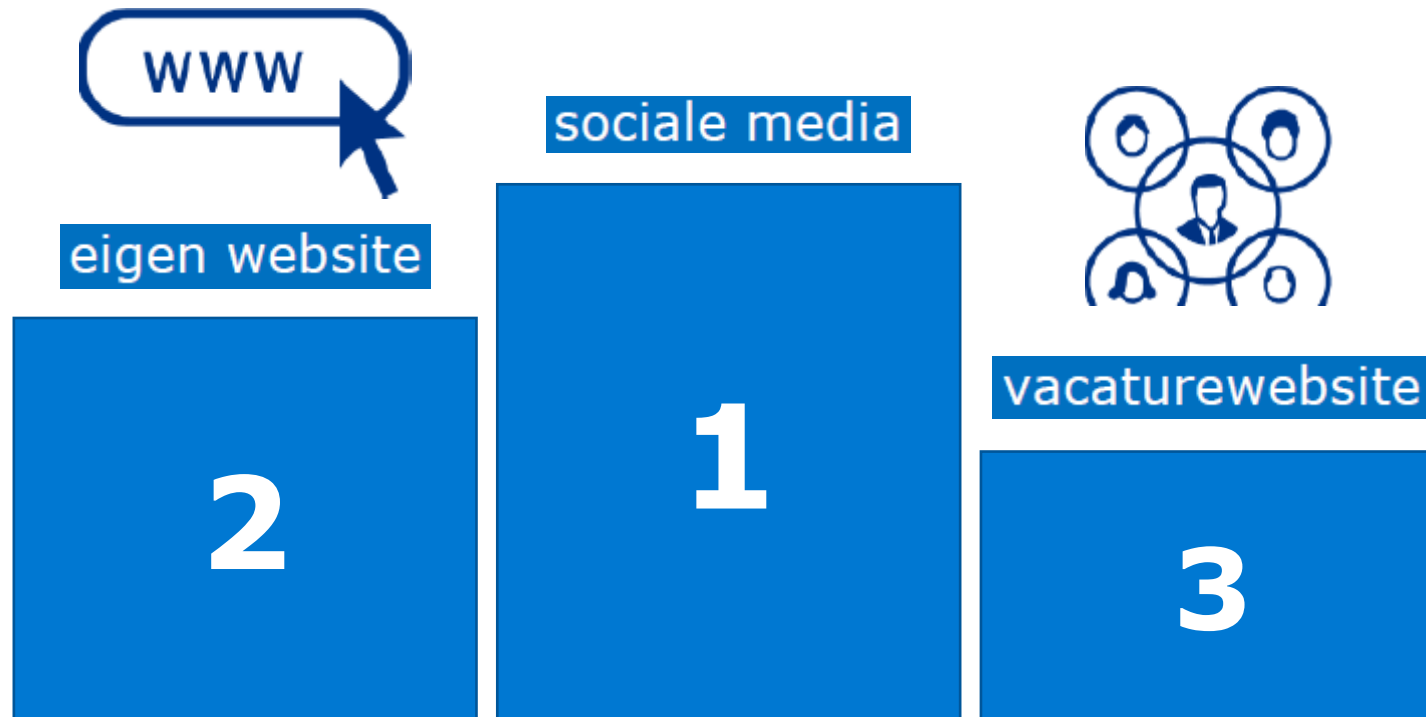 www
eigen website
2
sociale media
1
vacaturewebsite
3